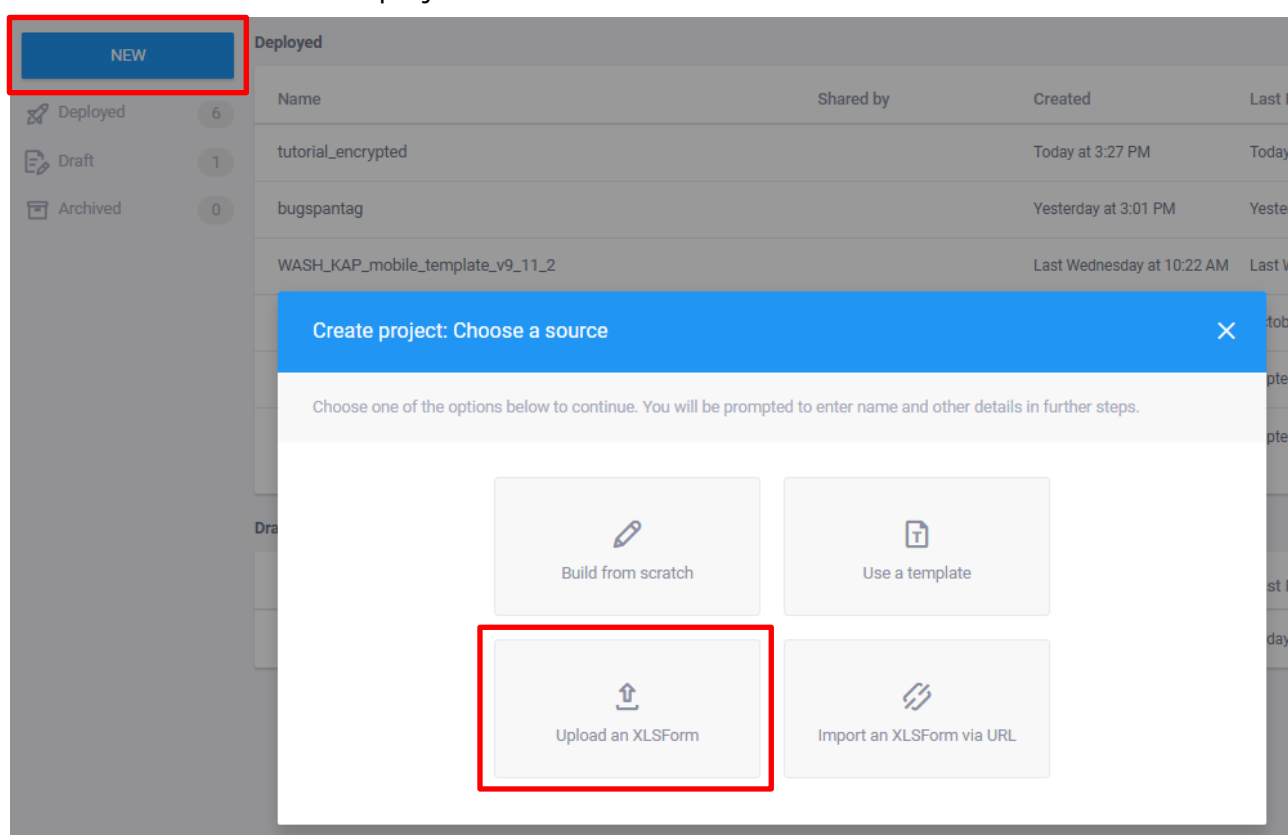 NEW
Deployed
6
Draft
1
Archived
0
Deployed
Name Shared by Created Last
tutorial_encrypted Today at 3:27 PM Today
bugspantag Yesterday at 3:01 PM
WASH_KAP_mobile_template_v9_11_2 Last Wednesday at 10:22 AM Last
Create project: Choose a source
Choose one of the options below to continue. You will be prompted to enter name and other details in further steps.
Build from scratch
Use a template
Upload an XLSForm
Import an XLSForm via URL